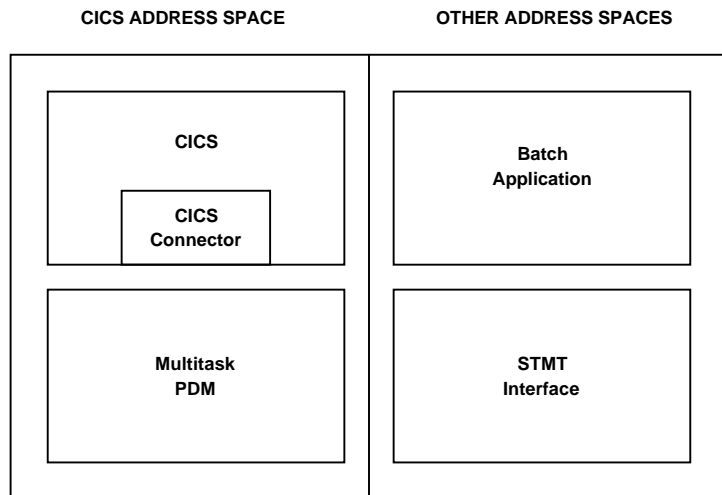 CICS ADDRESS SPACE
OTHER ADDRESS SPACES
CICS
CICS
Connector
Batch
Application
Multitask
PDM
STMT
Interface